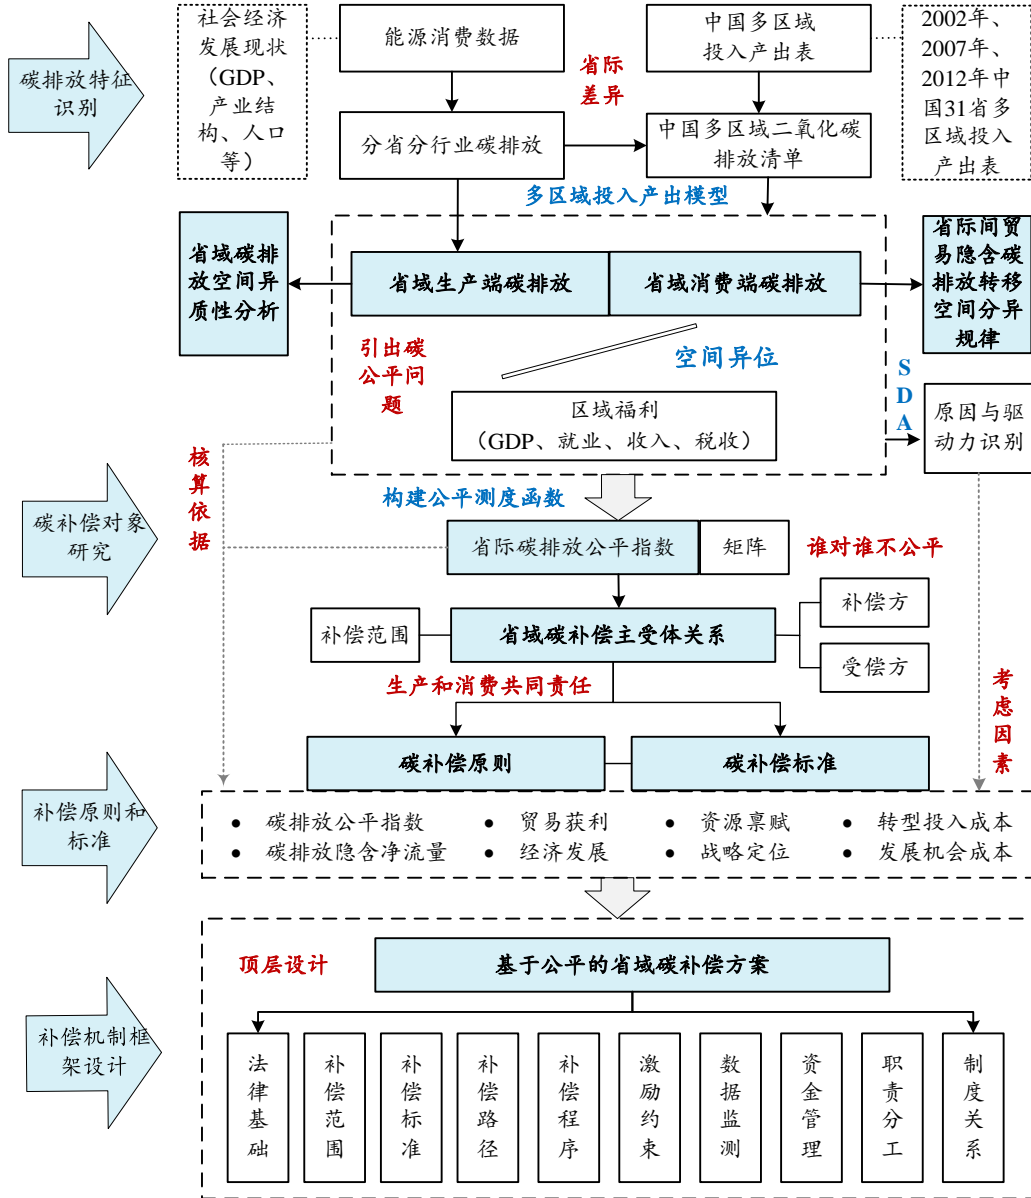 碳排放特征
识别
社会经济
发展现状
（GDP、
产业结
构、人口
等）
能源消费数据
分省分行业碳排放
省际
差异
中国多区域
投入产出表
中国多区域二氧化碳
排放清单
2002年、
2007年、
2012年中
国31省多
区域投入
产出表
多区域投入产出模型
省域碳排
放空间异
质性分析
省域生产端碳排放
省域消费端碳排放
省际间贸
易隐含碳
排放转移
空间分异
规律
引出碳
公平问
题
空间异位
区域福利
（GDP、就业、收入、税收）
S
D
A
原因与驱
动力识别
核
算
依
据
碳补偿对象
研究
构建公平测度函数
省际碳排放公平指数
矩阵
谁对谁不公平
补偿范围
省域碳补偿主受体关系
补偿方
受偿方
生产和消费共同责任
考
虑
因
素
补偿原则和
标准
碳补偿原则
碳补偿标准
● 碳排放公平指数 ● 贸易获利 ● 资源禀赋 ● 转型投入成本
● 碳排放隐含净流量 ● 经济发展 ● 战略定位 ● 发展机会成本
补偿机制框
架设计
顶层设计
基于公平的省域碳补偿方案
法
律
基
础
补
偿
范
围
补
偿
标
准
补
偿
路
径
补
偿
程
序
激
励
约
束
数
据
监
测
资
金
管
理
职
责
分
工
制
度
关
系